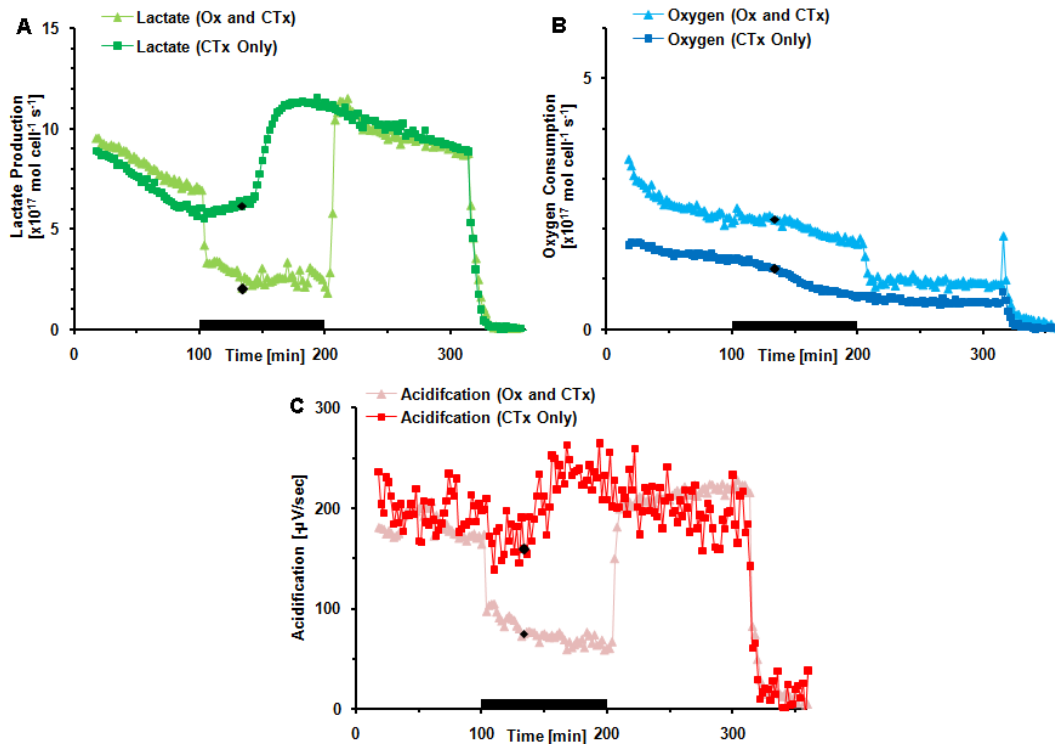 A
Lactate (Ox and CTx)
Lactate (CTx Only)
Lactate Production
[x10¹⁷ mol cell⁻¹ s⁻¹]
15
10
5
0
0
100
200
300
Time [min]
B
Oxygen (Ox and CTx)
Oxygen (CTx Only)
Oxygen Consumption
[x10¹⁷ mol cell⁻¹ s⁻¹]
5
0
0
100
200
300
Time [min]
C
Acidifcation (Ox and CTx)
Acidifcation (CTx Only)
Acidification [-µV/sec]
300
200
100
0
0
100
200
300
Time [min]